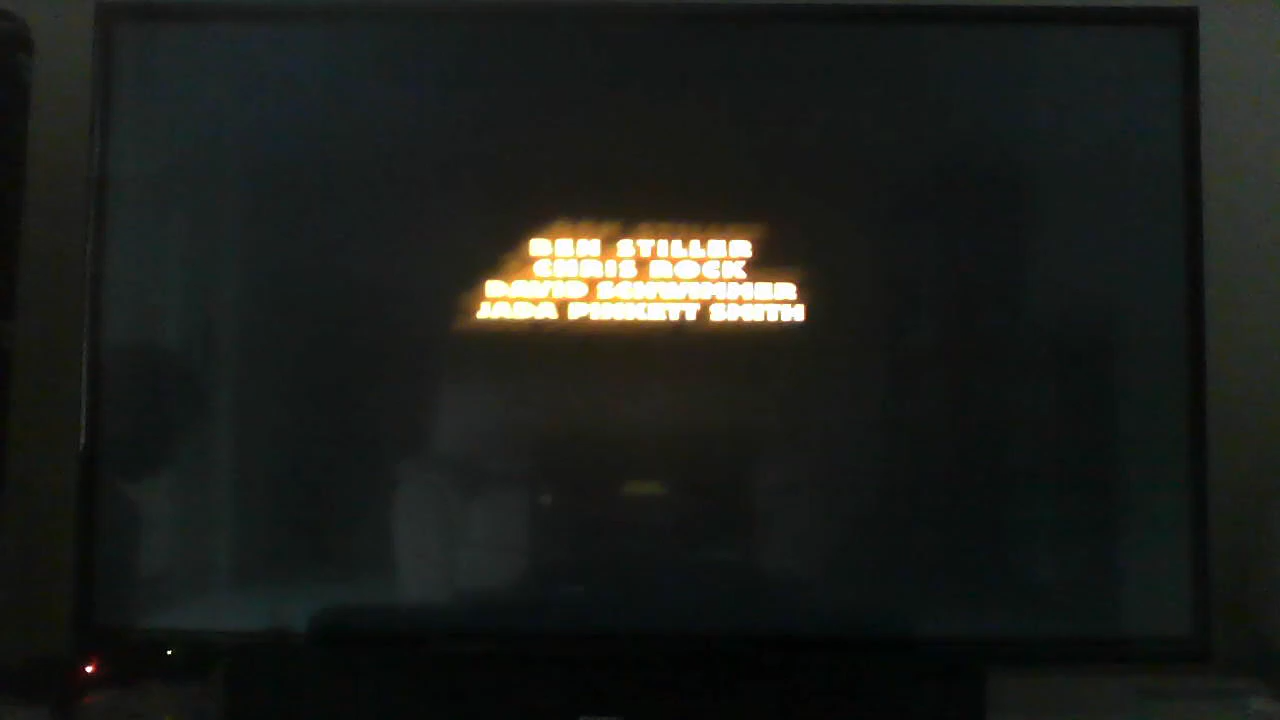 BEN STILLER
CHRIS ROCK
DAVID SCHWIMMER
JADA PINKETT SMITH